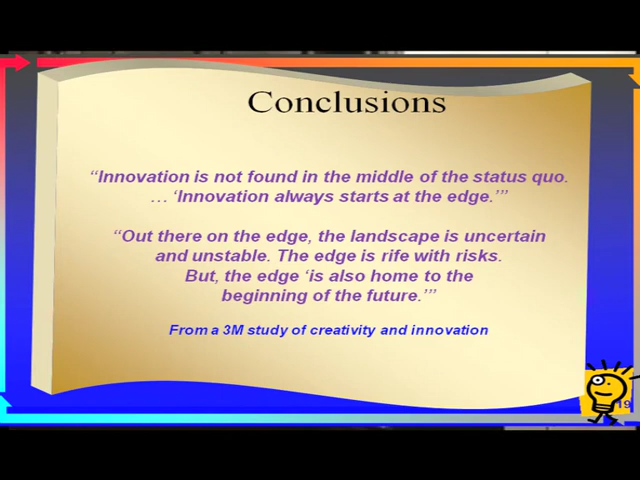 Conclusions
“Innovation is not found in the middle of the status quo.
… ‘Innovation always starts at the edge.’”
“Out there on the edge, the landscape is uncertain
and unstable. The edge is rife with risks.
But, the edge ‘is also home to the
beginning of the future.’”
From a 3M study of creativity and innovation
19